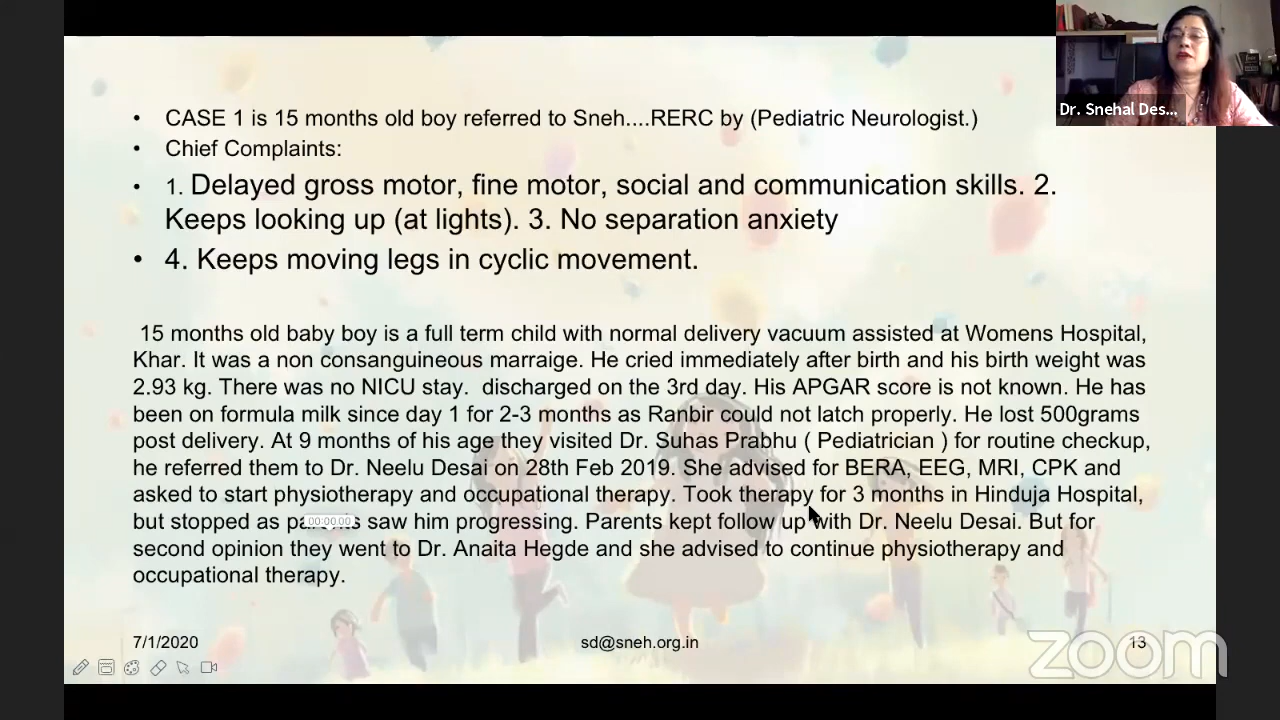 Dr. Snehal Des...
• CASE 1 is 15 months old boy referred to Sneh....RERC by (Pediatric Neurologist.)
• Chief Complaints:
• 1. Delayed gross motor, fine motor, social and communication skills. 2.
Keeps looking up (at lights). 3. No separation anxiety
• 4. Keeps moving legs in cyclic movement.
15 months old baby boy is a full term child with normal delivery vacuum assisted at Womens Hospital,
Khar. It was a non consanguineous marraige. He cried immediately after birth and his birth weight was
2.93 kg. There was no NICU stay. discharged on the 3rd day. His APGAR score is not known. He has
been on formula milk since day 1 for 2-3 months as Ranbir could not latch properly. He lost 500grams
post delivery. At 9 months of his age they visited Dr. Suhas Prabhu ( Pediatrician ) for routine checkup,
he referred them to Dr. Neelu Desai on 28th Feb 2019. She advised for BERA, EEG, MRI, CPK and
asked to start physiotherapy and occupational therapy. Took therapy for 3 months in Hinduja Hospital,
but stopped as parents saw him progressing. Parents kept follow up with Dr. Neelu Desai. But for
second opinion they went to Dr. Anaita Hegde and she advised to continue physiotherapy and
occupational therapy.
00:00:00
7/1/2020 sd@sneh.org.in 13
zoom